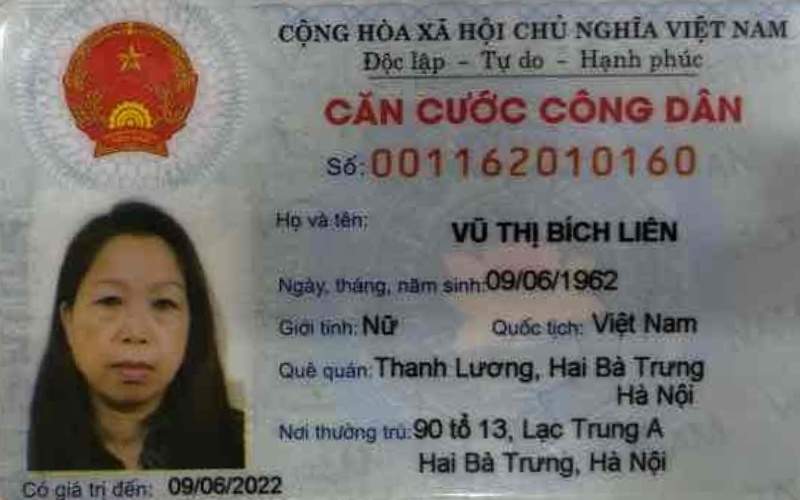 CỘNG HÒA XÃ HỘI CHỦ NGHĨA VIỆT NAM
Độc lập - Tự do - Hạnh phúc
CĂN CƯỚC CÔNG DÂN
Số: 001162010160
Họ và tên: VŨ THỊ BÍCH LIÊN
Ngày, tháng, năm sinh: 09/06/1962
Giới tính: Nữ Quốc tịch: Việt Nam
Quê quán: Thanh Lương, Hai Bà Trưng
Hà Nội
Nơi thường trú: 90 tổ 13, Lạc Trung A
Hai Bà Trưng, Hà Nội
Có giá trị đến: 09/06/2022